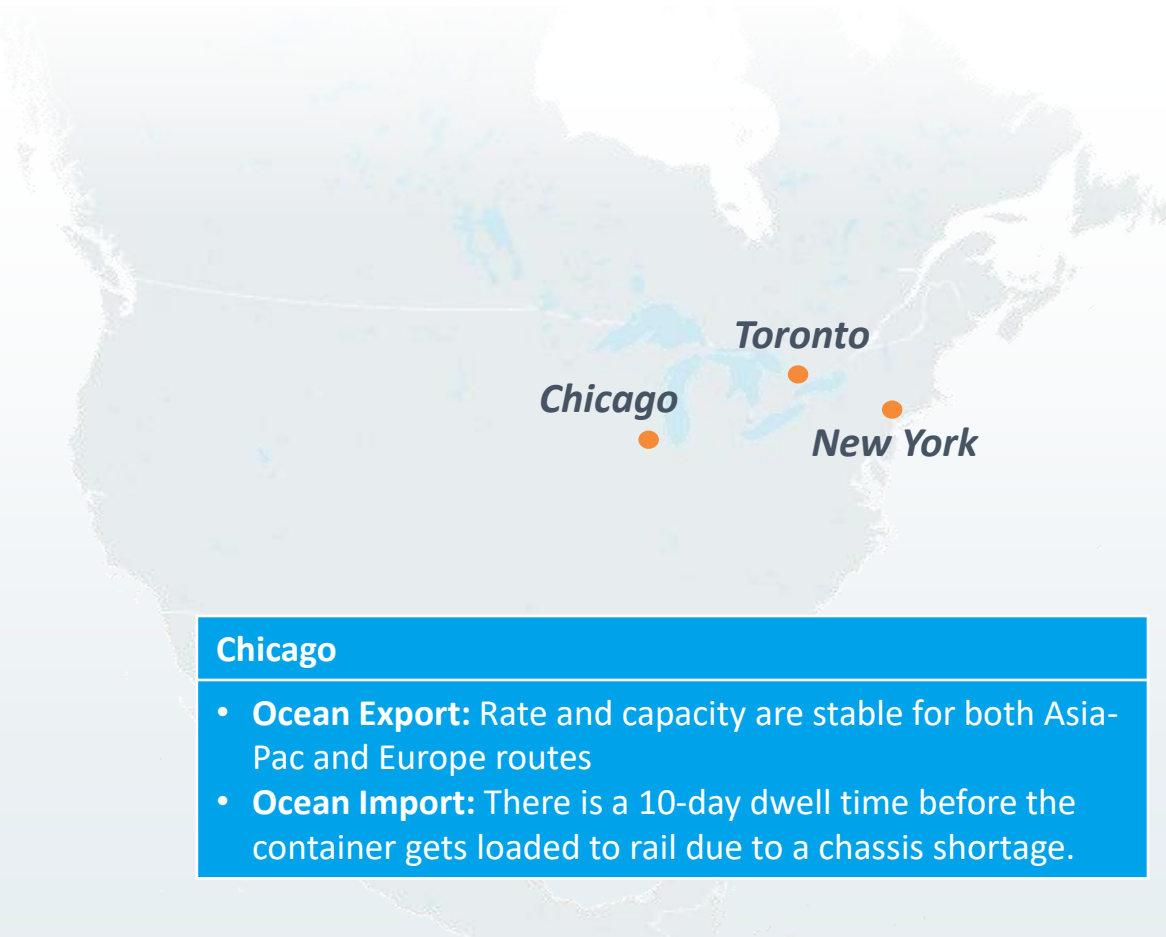 Toronto
Chicago
New York
Chicago
• Ocean Export: Rate and capacity are stable for both Asia-
Pac and Europe routes
• Ocean Import: There is a 10-day dwell time before the
container gets loaded to rail due to a chassis shortage.